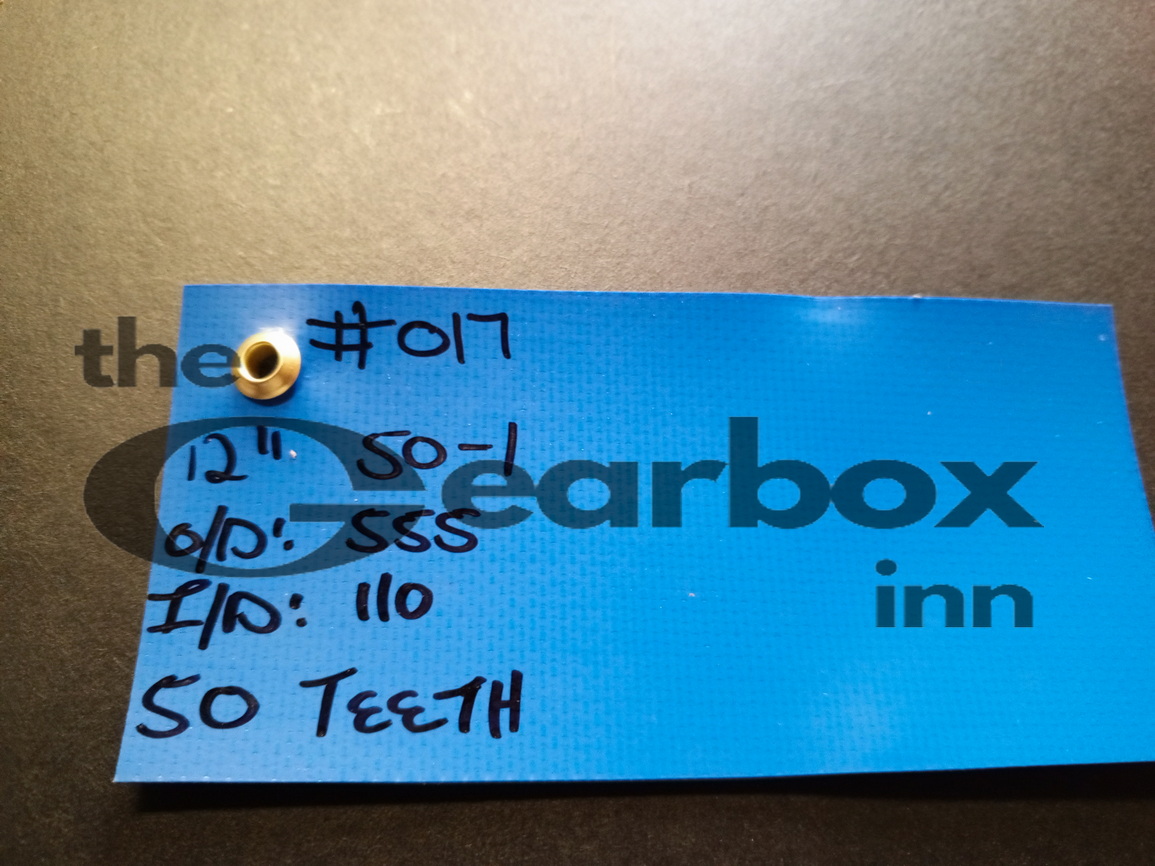 #017
12" 50-1
O/D: 555
I/D: 110
50 TEETH
the
Gearbox
inn